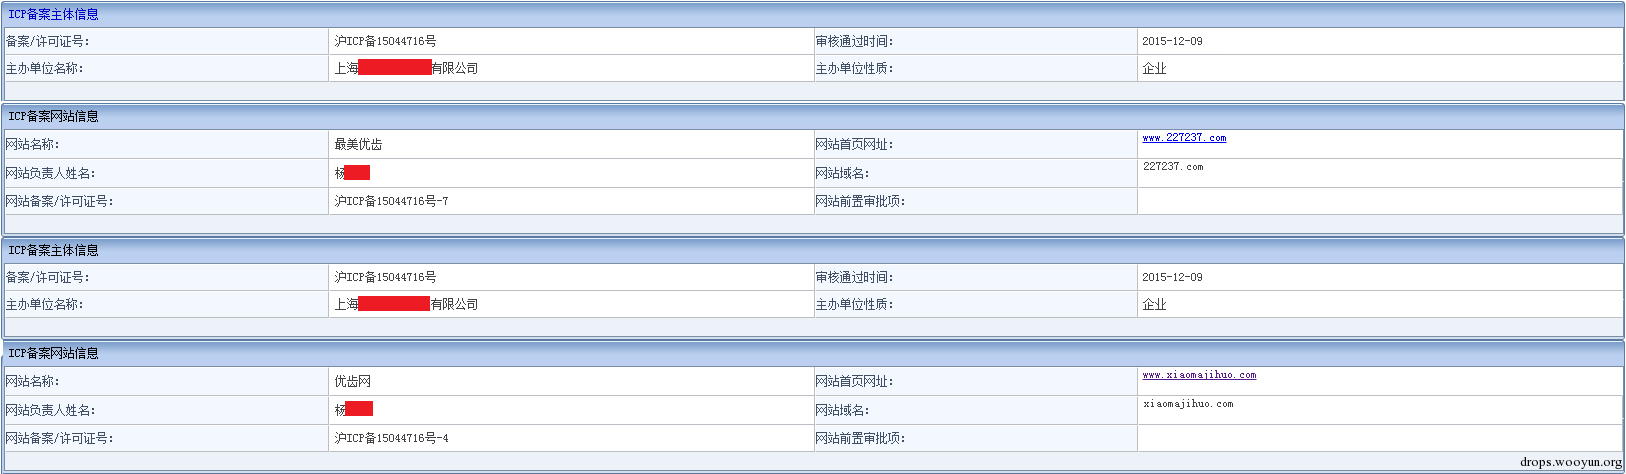 ICP备案主体信息
备案/许可证号: 沪ICP备15044716号 审核通过时间: 2015-12-09
主办单位名称: 上海 有限公司 主办单位性质: 企业
ICP备案网站信息
网站名称: 最美优齿 网站首页网址: www.227237.com
网站负责人姓名: 杨 网站域名: 227237.com
网站备案/许可证号: 沪ICP备15044716号-7 网站前置审批项:
ICP备案主体信息
备案/许可证号: 沪ICP备15044716号 审核通过时间: 2015-12-09
主办单位名称: 上海 有限公司 主办单位性质: 企业
ICP备案网站信息
网站名称: 优齿网 网站首页网址: www.xiaomajihuo.com
网站负责人姓名: 杨 网站域名: xiaomajihuo.com
网站备案/许可证号: 沪ICP备15044716号-4 网站前置审批项:
drops.wooyun.org